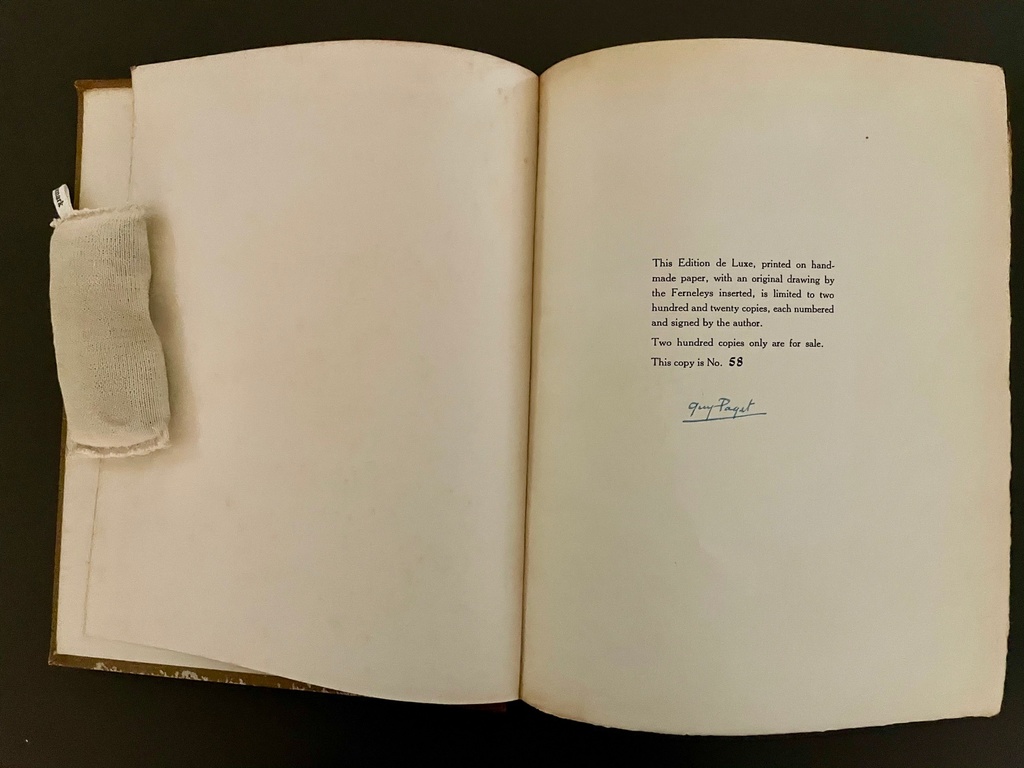 mark
This Edition de Luxe, printed on hand-
made paper, with an original drawing by
the Ferneleys inserted, is limited to two
hundred and twenty copies, each numbered
and signed by the author.
Two hundred copies only are for sale.
This copy is No. 58
Guy Paget